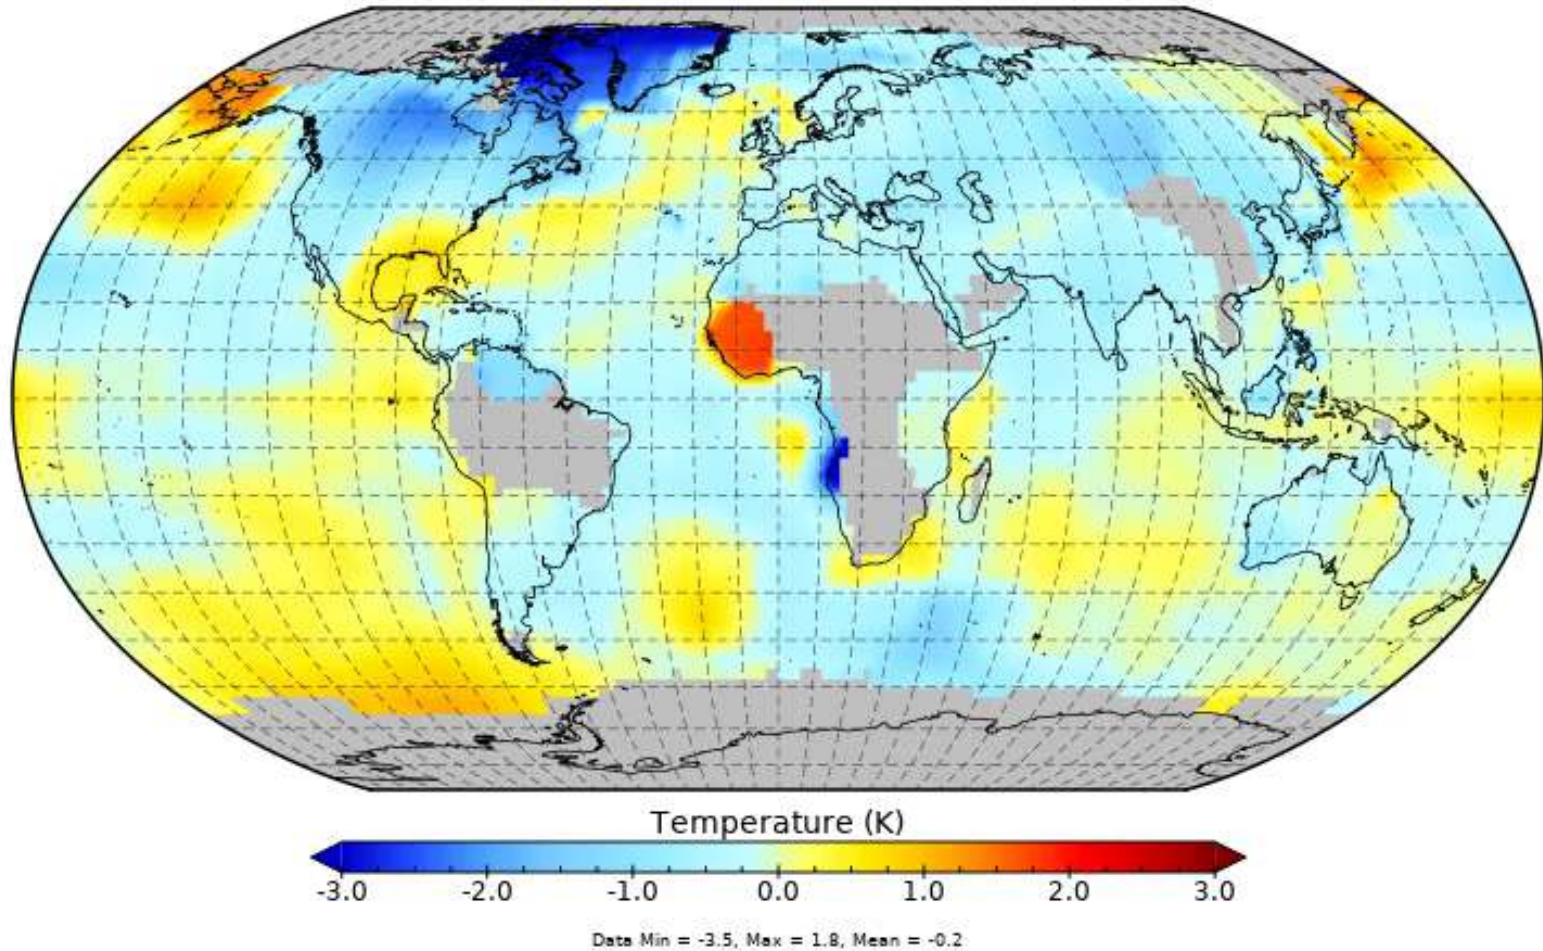 Temperature (K)
-3.0 -2.0 -1.0 0.0 1.0 2.0 3.0
Data Min = -3.5, Max = 1.8, Mean = -0.2